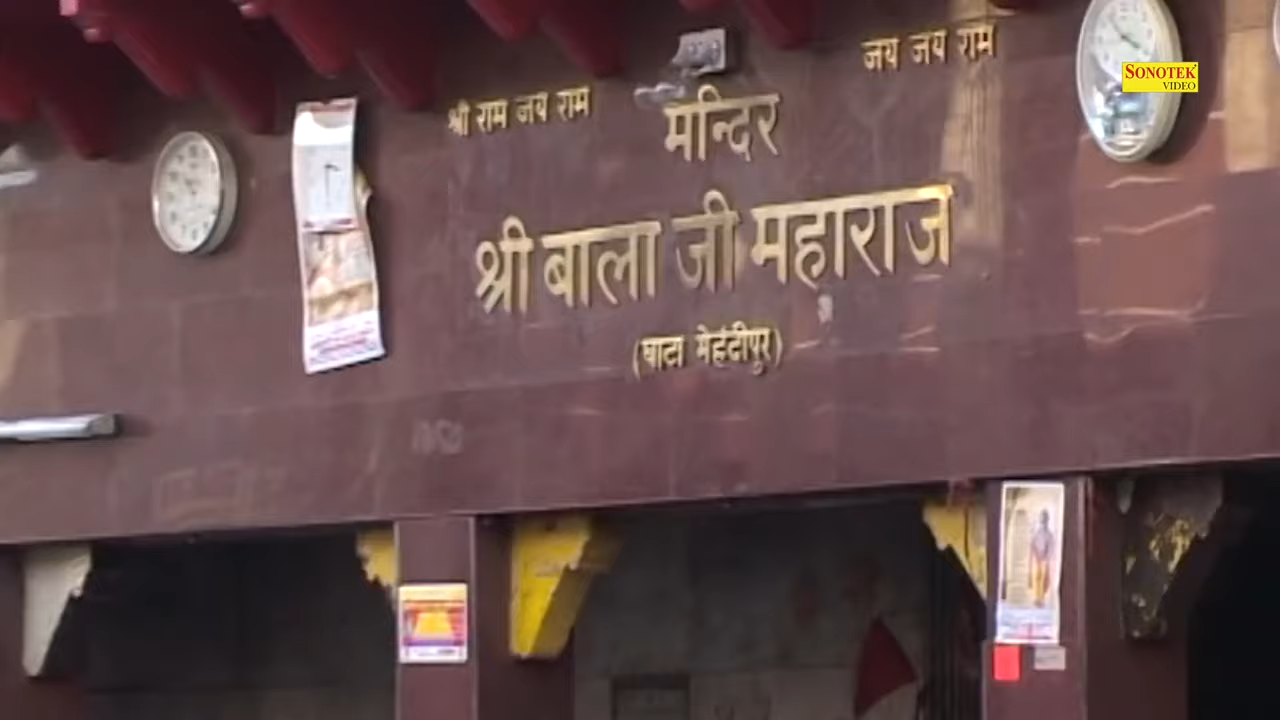 श्री राम जय राम
जय जय राम
मन्दिर
श्री बाला जी महाराज
(घाटा मेहंदीपुर)
SONOTEK
VIDEO